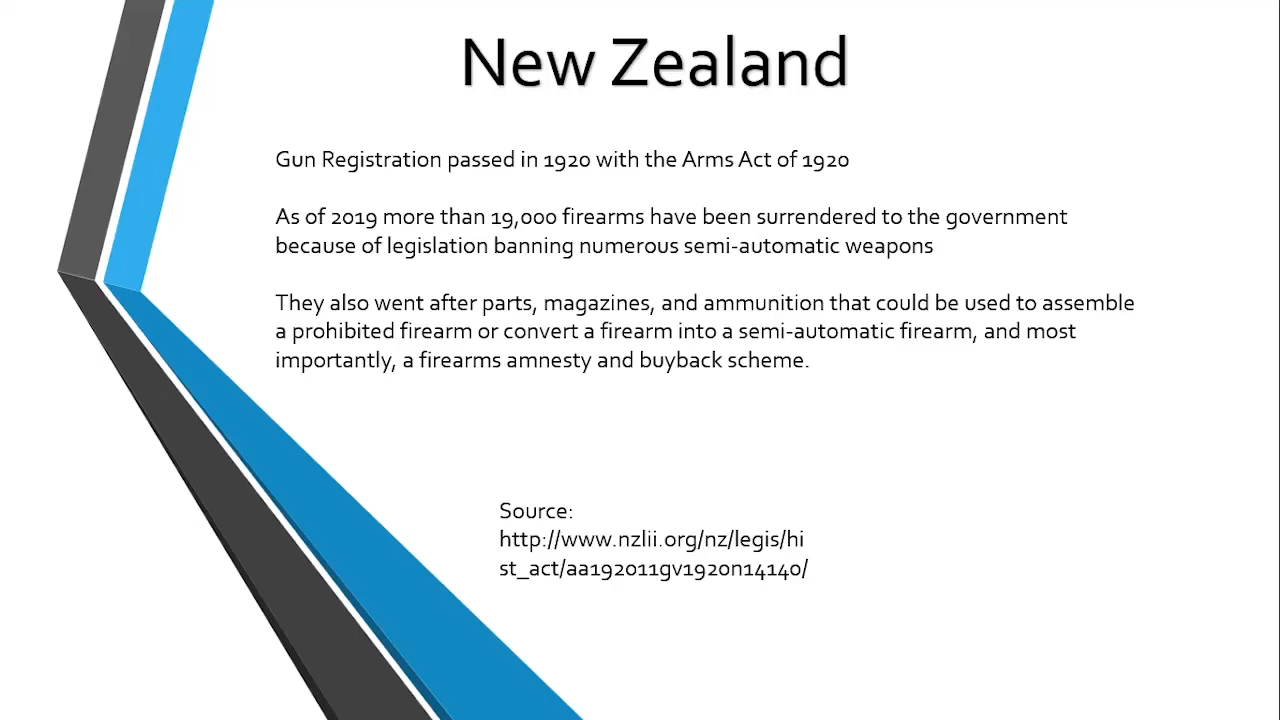 New Zealand
Gun Registration passed in 1920 with the Arms Act of 1920
As of 2019 more than 19,000 firearms have been surrendered to the government
because of legislation banning numerous semi-automatic weapons
They also went after parts, magazines, and ammunition that could be used to assemble
a prohibited firearm or convert a firearm into a semi-automatic firearm, and most
importantly, a firearms amnesty and buyback scheme.
Source:
http://www.nzlii.org/nz/legis/hi
st_act/aa192011gv1920n14140/